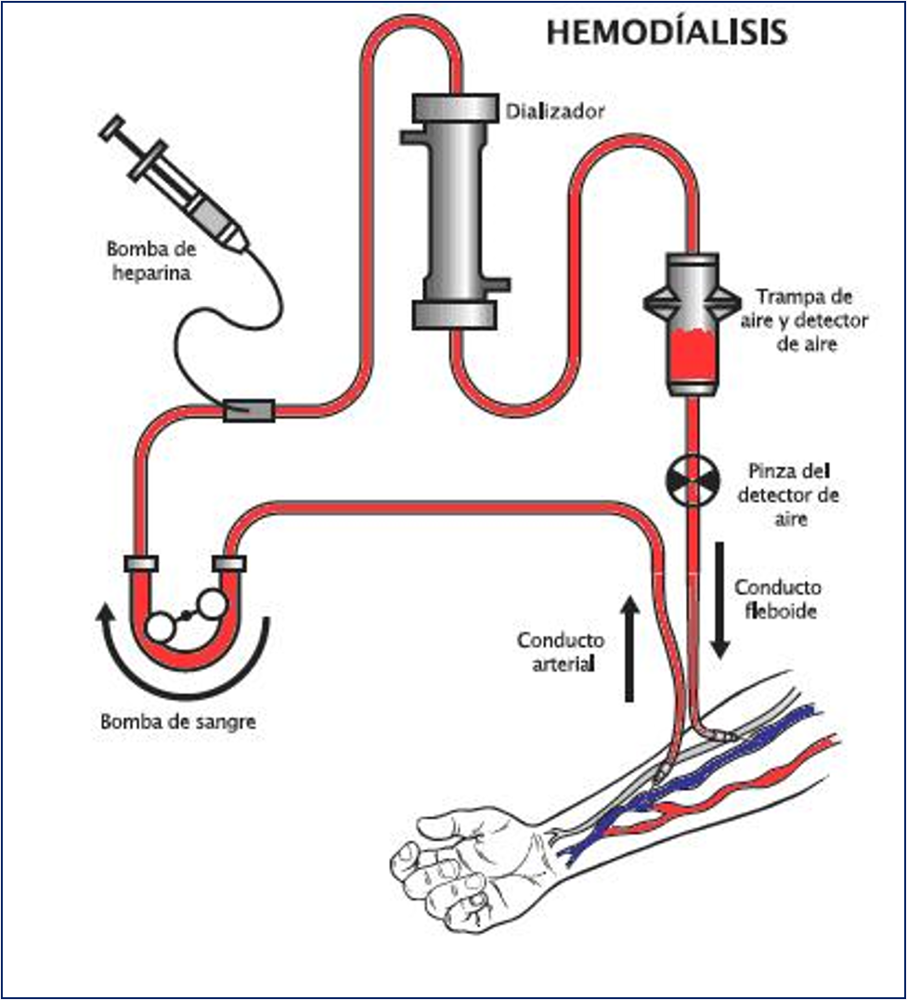 HEMODÍALISIS
Dializador
Bomba de
heparina
Trampa de
aire y detector
de aire
Pinza del
detector de
aire
Conducto
fleboide
Conducto
arterial
Bomba de sangre